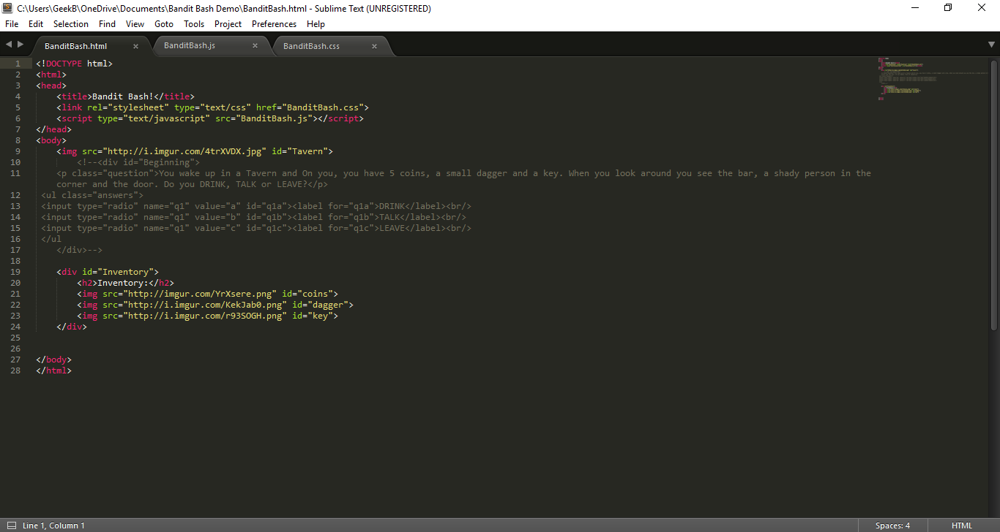 C:\Users\GeekB\OneDrive\Documents\Bandit Bash Demo\BanditBash.html - Sublime Text (UNREGISTERED)
File Edit Selection Find View Goto Tools Project Preferences Help
BanditBash.html × BanditBash.js × BanditBash.css ×
1 <!DOCTYPE html>
2 <html>
3 <head>
4 <title>Bandit Bash!</title>
5 <link rel="stylesheet" type="text/css" href="BanditBash.css">
6 <script type="text/javascript" src="BanditBash.js"></script>
7 </head>
8 <body>
9 <img src="http://i.imgur.com/4trXVDX.jpg" id="Tavern">
10 <!--<div id="Beginning">
11 <p class="question">You wake up in a Tavern and On you, you have 5 coins, a small dagger and a key. When you look around you see the bar, a shady person in the
corner and the door. Do you DRINK, TALK or LEAVE?</p>
12 <ul class="answers">
13 <input type="radio" name="q1" value="a" id="q1a"><label for="q1a">DRINK</label><br/>
14 <input type="radio" name="q1" value="b" id="q1b"><label for="q1b">TALK</label><br/>
15 <input type="radio" name="q1" value="c" id="q1c"><label for="q1c">LEAVE</label><br/>
16 </ul
17 </div>-->
18
19 <div id="Inventory">
20 <h2>Inventory:</h2>
21 <img src="http://imgur.com/YrXsere.png" id="coins">
22 <img src="http://i.imgur.com/KekJab0.png" id="dagger">
23 <img src="http://i.imgur.com/r93SOGH.png" id="key">
24 </div>
25
26
27 </body>
28 </html>
Line 1, Column 1 Spaces: 4 HTML